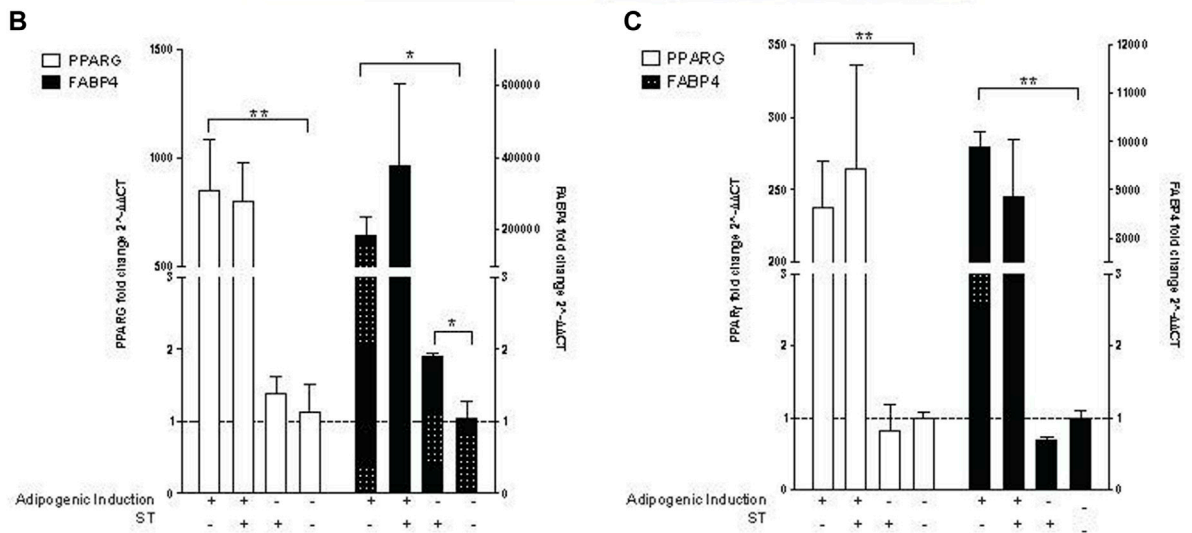 B
PPARG
FABP4
1500
1000
500
3
2
1
0
PPARG fold change 2^-ΔΔCT
**
*
*
600000
400000
200000
3
2
1
0
FABP4 fold change 2^-ΔΔCT
Adipogenic Induction + + - - + + - -
ST - + + - - + + -
C
PPARG
FABP4
350
300
250
200
3
2
1
0
PPARγ fold change 2^-ΔΔCT
**
**
12000
11000
10000
9000
8000
3
2
1
0
FABP4 fold change 2^-ΔΔCT
Adipogenic Induction + + - - + + - -
ST - + + - - + + -